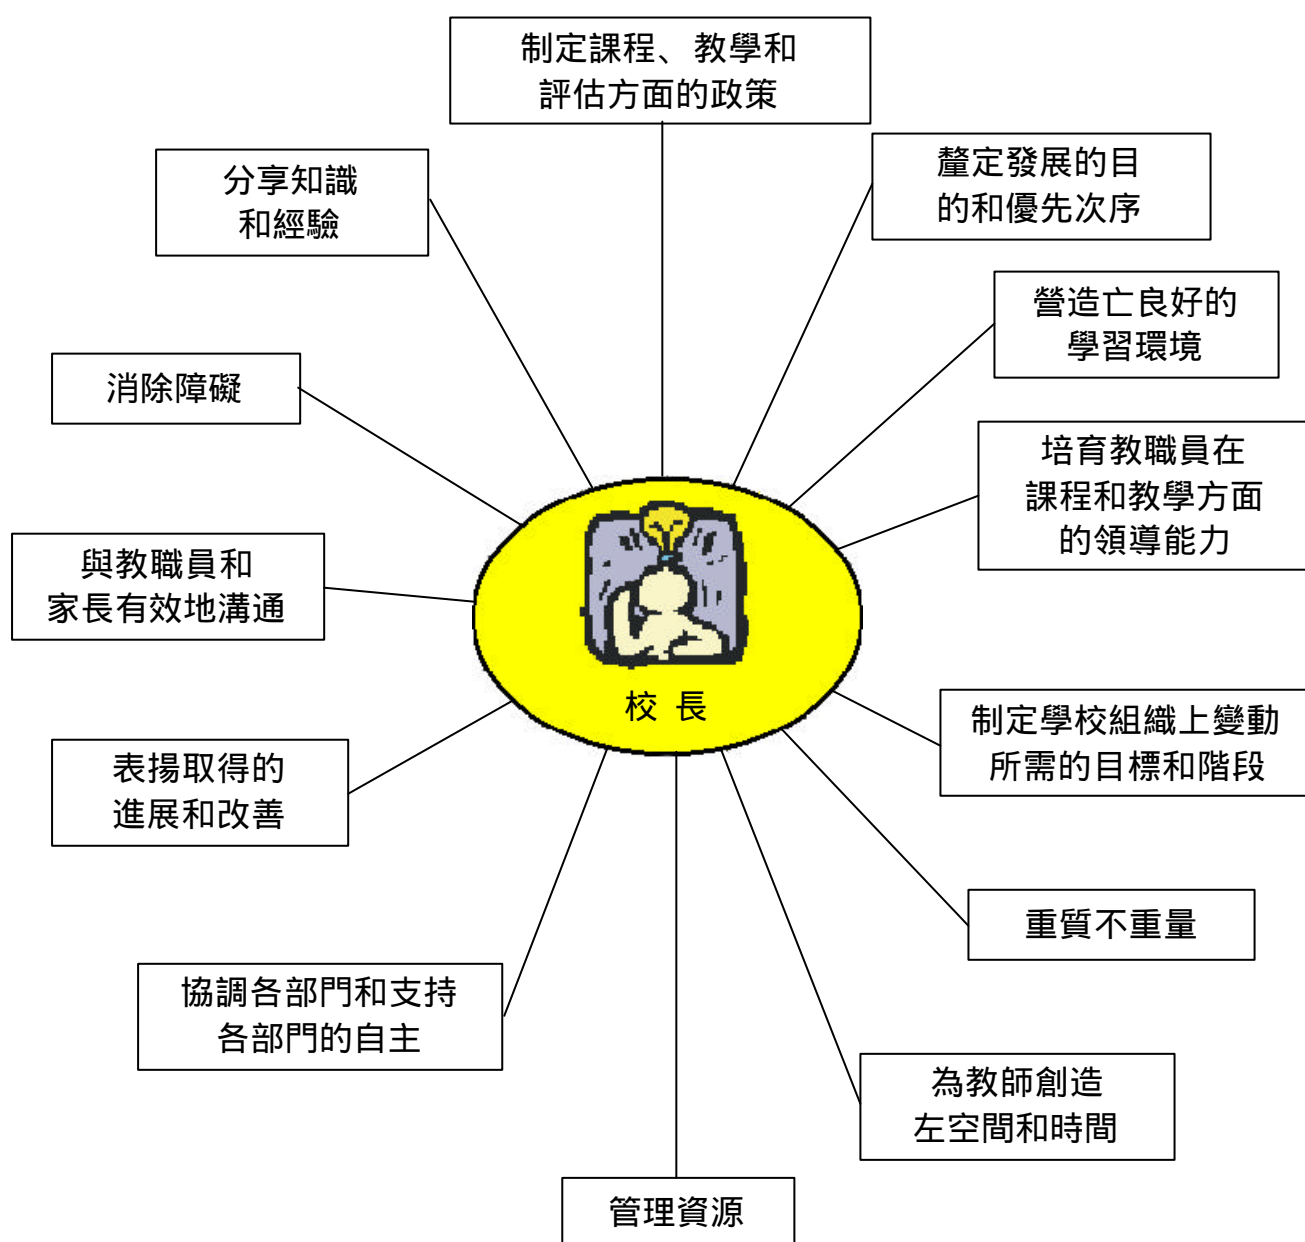 制定課程、教學和
評估方面的政策
分享知識
和經驗
釐定發展的目
的和優先次序
營造亡良好的
學習環境
消除障礙
培育教職員在
課程和教學方面
的領導能力
與教職員和
家長有效地溝通
校長
制定學校組織上變動
所需的目標和階段
表揚取得的
進展和改善
重質不重量
協調各部門和支持
各部門的自主
為教師創造
左空間和時間
管理資源